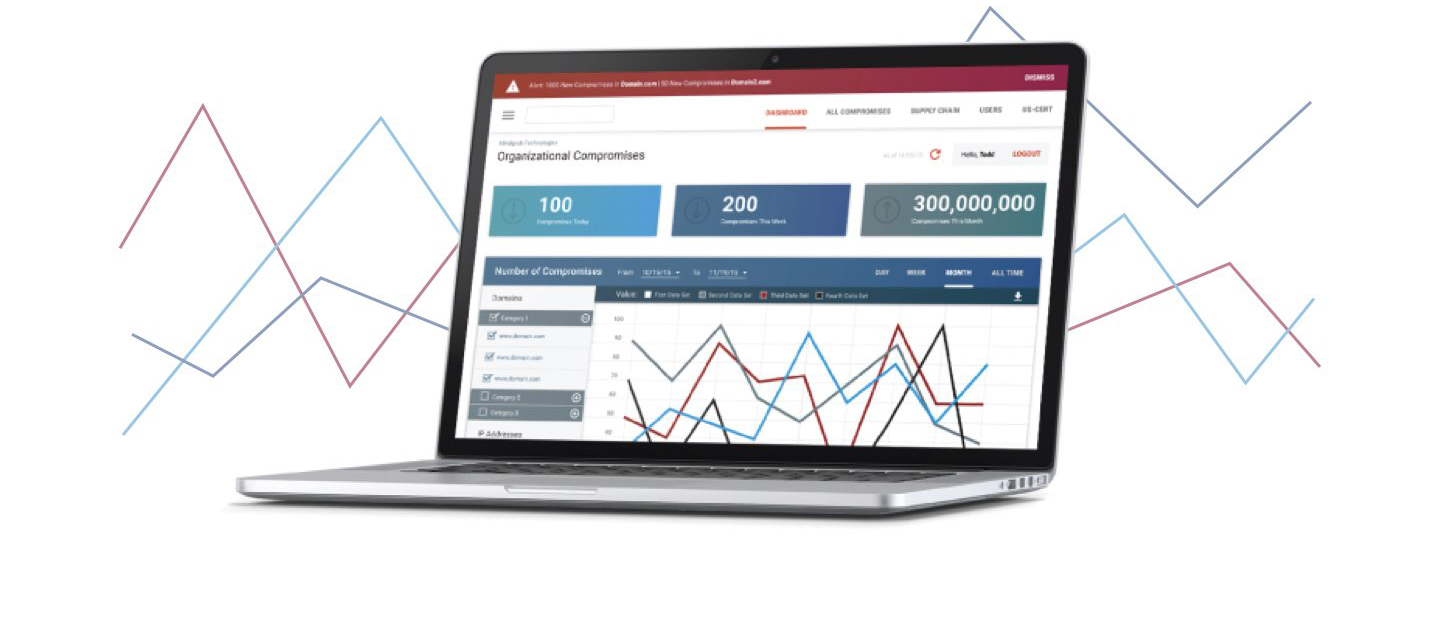 Alert: 1000 New Compromises in Domain.com | 50 New Compromises in Domain2.com
DISMISS
DASHBOARD ALL COMPROMISES SUPPLY CHAIN USERS US-CERT
Technologies
Organizational Compromises
Hello, Todd LOGOUT
100
Compromises Today
200
Compromises This Week
300,000,000
Compromises This Month
Number of Compromises From 10/15/15 To 11/19/15 DAY WEEK MONTH ALL TIME
Domains
Value: First Data Set Second Data Set Third Data Set Fourth Data Set
Category 1
www.domain.com
www.domain.com
www.domain.com
Category 2
Category 3
IP Addresses
100
90
80
70
60
50
40